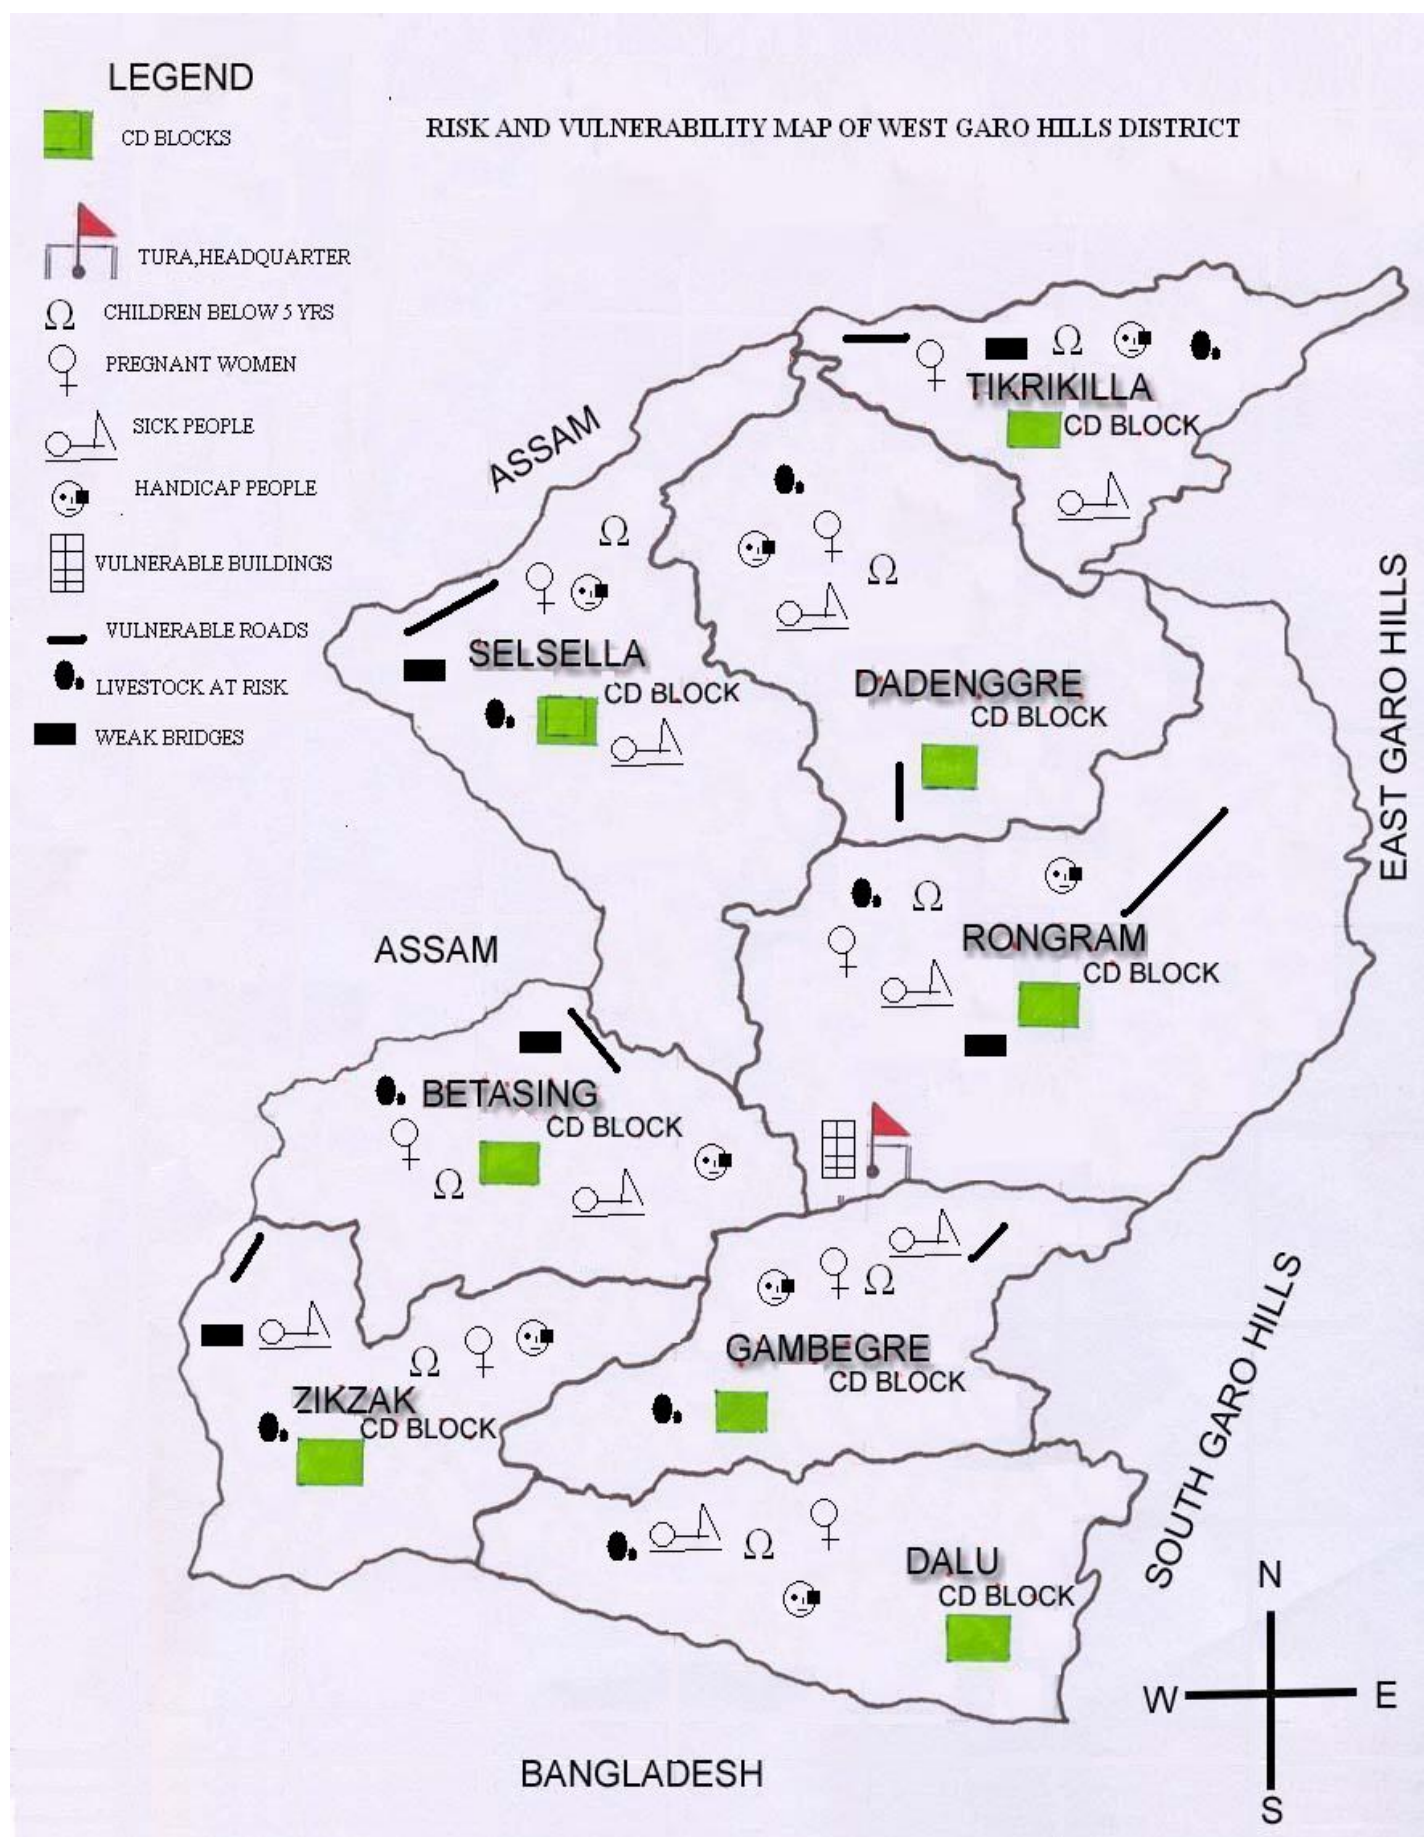 LEGEND
CD BLOCKS
TURA,HEADQUARTER
CHILDREN BELOW 5 YRS
PREGNANT WOMEN
SICK PEOPLE
HANDICAP PEOPLE
VULNERABLE BUILDINGS
VULNERABLE ROADS
LIVESTOCK AT RISK
WEAK BRIDGES
RISK AND VULNERABILITY MAP OF WEST GARO HILLS DISTRICT
TIKRIKILLA
CD BLOCK
ASSAM
SELSELLA
CD BLOCK
DADENGGRE
CD BLOCK
EAST GARO HILLS
RONGRAM
CD BLOCK
ASSAM
BETASING
CD BLOCK
GAMBEGRE
CD BLOCK
ZIKZAK
CD BLOCK
SOUTH GARO HILLS
DALU
CD BLOCK
BANGLADESH
N
W
E
S